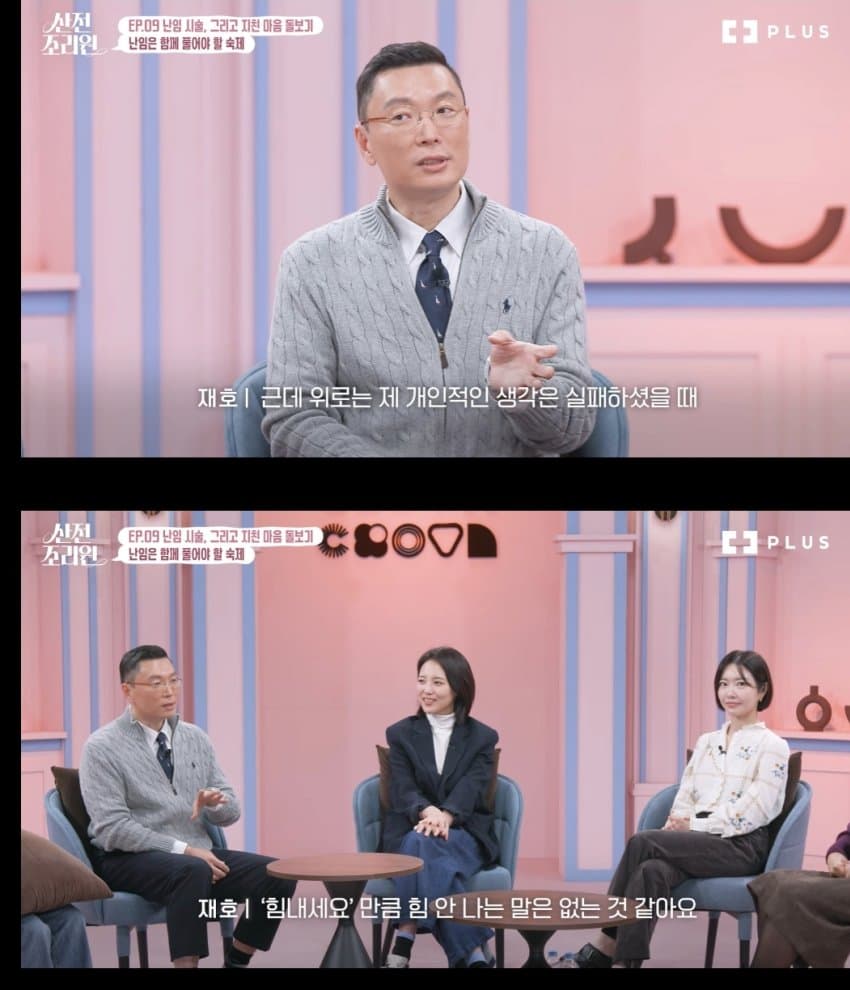 산전
조리원
EP.09 난임 시술, 그리고 지친 마음 돌보기
난임은 함께 풀어야 할 숙제
PLUS
재호 | 근데 위로는 제 개인적인 생각은 실패하셨을 때
산전
조리원
EP.09 난임 시술, 그리고 지친 마음 돌보기
난임은 함께 풀어야 할 숙제
PLUS
재호 | ‘힘내세요’ 만큼 힘 안 나는 말은 없는 것 같아요